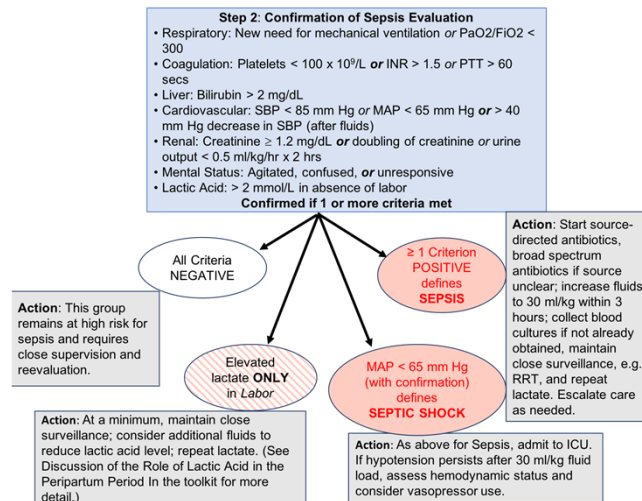 Step 2: Confirmation of Sepsis Evaluation
• Respiratory: New need for mechanical ventilation or PaO2/FiO2 <
300
• Coagulation: Platelets < 100 x 10⁹/L or INR > 1.5 or PTT > 60
secs
• Liver: Bilirubin > 2 mg/dL
• Cardiovascular: SBP < 85 mm Hg or MAP < 65 mm Hg or > 40
mm Hg decrease in SBP (after fluids)
• Renal: Creatinine ≥ 1.2 mg/dL or doubling of creatinine or urine
output < 0.5 ml/kg/hr x 2 hrs
• Mental Status: Agitated, confused, or unresponsive
• Lactic Acid: > 2 mmol/L in absence of labor
Confirmed if 1 or more criteria met
All Criteria
NEGATIVE
Action: This group
remains at high risk for
sepsis and requires
close supervision and
reevaluation.
Elevated
lactate ONLY
in Labor
Action: At a minimum, maintain close
surveillance; consider additional fluids to
reduce lactic acid level; repeat lactate. (See
Discussion of the Role of Lactic Acid in the
Peripartum Period In the toolkit for more
detail.)
≥ 1 Criterion
POSITIVE
defines
SEPSIS
Action: Start source-
directed antibiotics,
broad spectrum
antibiotics if source
unclear; increase fluids
to 30 ml/kg within 3
hours; collect blood
cultures if not already
obtained, maintain
close surveillance, e.g.
RRT, and repeat
lactate. Escalate care
as needed.
MAP < 65 mm Hg
(with confirmation)
defines
SEPTIC SHOCK
Action: As above for Sepsis, admit to ICU.
If hypotension persists after 30 ml/kg fluid
load, assess hemodynamic status and
consider vasopressor use.